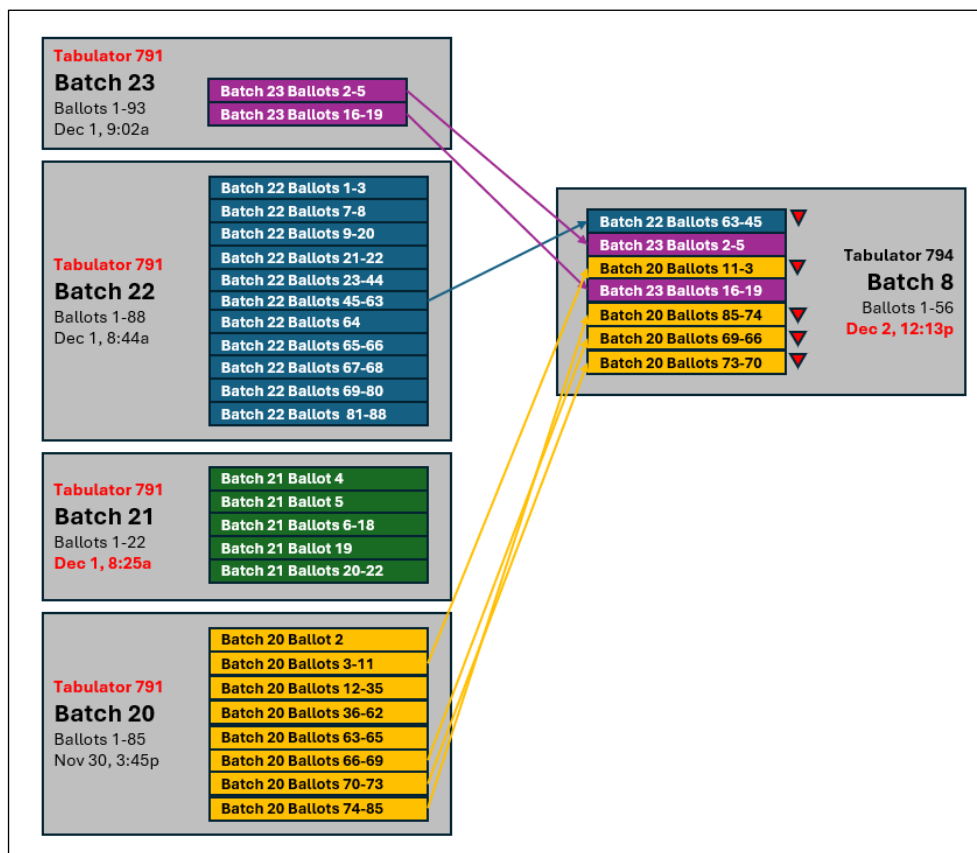 Tabulator 791
Batch 23
Ballots 1-93
Dec 1, 9:02a
Batch 23 Ballots 2-5
Batch 23 Ballots 16-19
Tabulator 791
Batch 22
Ballots 1-88
Dec 1, 8:44a
Batch 22 Ballots 1-3
Batch 22 Ballots 7-8
Batch 22 Ballots 9-20
Batch 22 Ballots 21-22
Batch 22 Ballots 23-44
Batch 22 Ballots 45-63
Batch 22 Ballots 64
Batch 22 Ballots 65-66
Batch 22 Ballots 67-68
Batch 22 Ballots 69-80
Batch 22 Ballots 81-88
Tabulator 791
Batch 21
Ballots 1-22
Dec 1, 8:25a
Batch 21 Ballot 4
Batch 21 Ballot 5
Batch 21 Ballots 6-18
Batch 21 Ballot 19
Batch 21 Ballots 20-22
Tabulator 791
Batch 20
Ballots 1-85
Nov 30, 3:45p
Batch 20 Ballot 2
Batch 20 Ballots 3-11
Batch 20 Ballots 12-35
Batch 20 Ballots 36-62
Batch 20 Ballots 63-65
Batch 20 Ballots 66-69
Batch 20 Ballots 70-73
Batch 20 Ballots 74-85
Batch 22 Ballots 63-45
Batch 23 Ballots 2-5
Batch 20 Ballots 11-3
Batch 23 Ballots 16-19
Batch 20 Ballots 85-74
Batch 20 Ballots 69-66
Batch 20 Ballots 73-70
Tabulator 794
Batch 8
Ballots 1-56
Dec 2, 12:13p